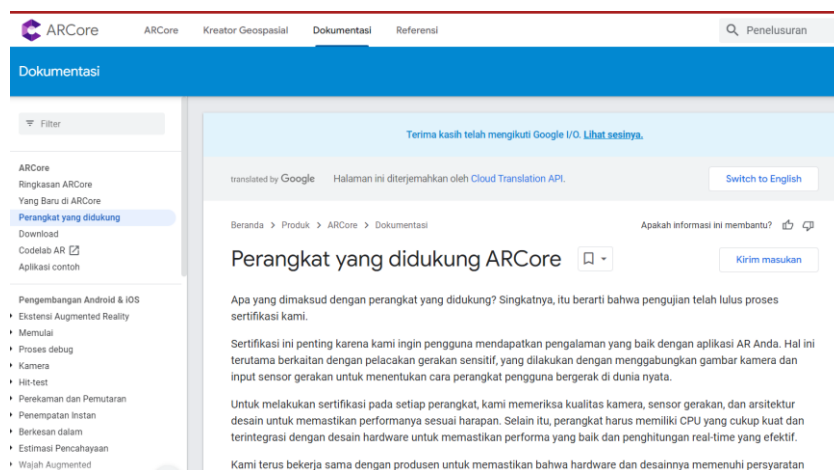 ARCore
ARCore Kreator Geospasial Dokumentasi Referensi Penelusuran
Dokumentasi
Filter
ARCore
Ringkasan ARCore
Yang Baru di ARCore
Perangkat yang didukung
Download
Codelab AR
Aplikasi contoh
Pengembangan Android & iOS
Ekstensi Augmented Reality
Memulai
Proses debug
Kamera
Hit-test
Perekaman dan Pemutaran
Penempatan Instan
Berkesan dalam
Estimasi Pencahayaan
Wajah Augmented
Terima kasih telah mengikuti Google I/O. Lihat sesinya.
translated by Google Halaman ini diterjemahkan oleh Cloud Translation API.
Switch to English
Beranda > Produk > ARCore > Dokumentasi
Apakah informasi ini membantu?
Perangkat yang didukung ARCore
Kirim masukan
Apa yang dimaksud dengan perangkat yang didukung? Singkatnya, itu berarti bahwa pengujian telah lulus proses
sertifikasi kami.
Sertifikasi ini penting karena kami ingin pengguna mendapatkan pengalaman yang baik dengan aplikasi AR Anda. Hal ini
terutama berkaitan dengan pelacakan gerakan sensitif, yang dilakukan dengan menggabungkan gambar kamera dan
input sensor gerakan untuk menentukan cara perangkat pengguna bergerak di dunia nyata.
Untuk melakukan sertifikasi pada setiap perangkat, kami memeriksa kualitas kamera, sensor gerakan, dan arsitektur
desain untuk memastikan performanya sesuai harapan. Selain itu, perangkat harus memiliki CPU yang cukup kuat dan
terintegrasi dengan desain hardware untuk memastikan performa yang baik dan penghitungan real-time yang efektif.
Kami terus bekerja sama dengan produsen untuk memastikan bahwa hardware dan desainnya memenuhi persyaratan